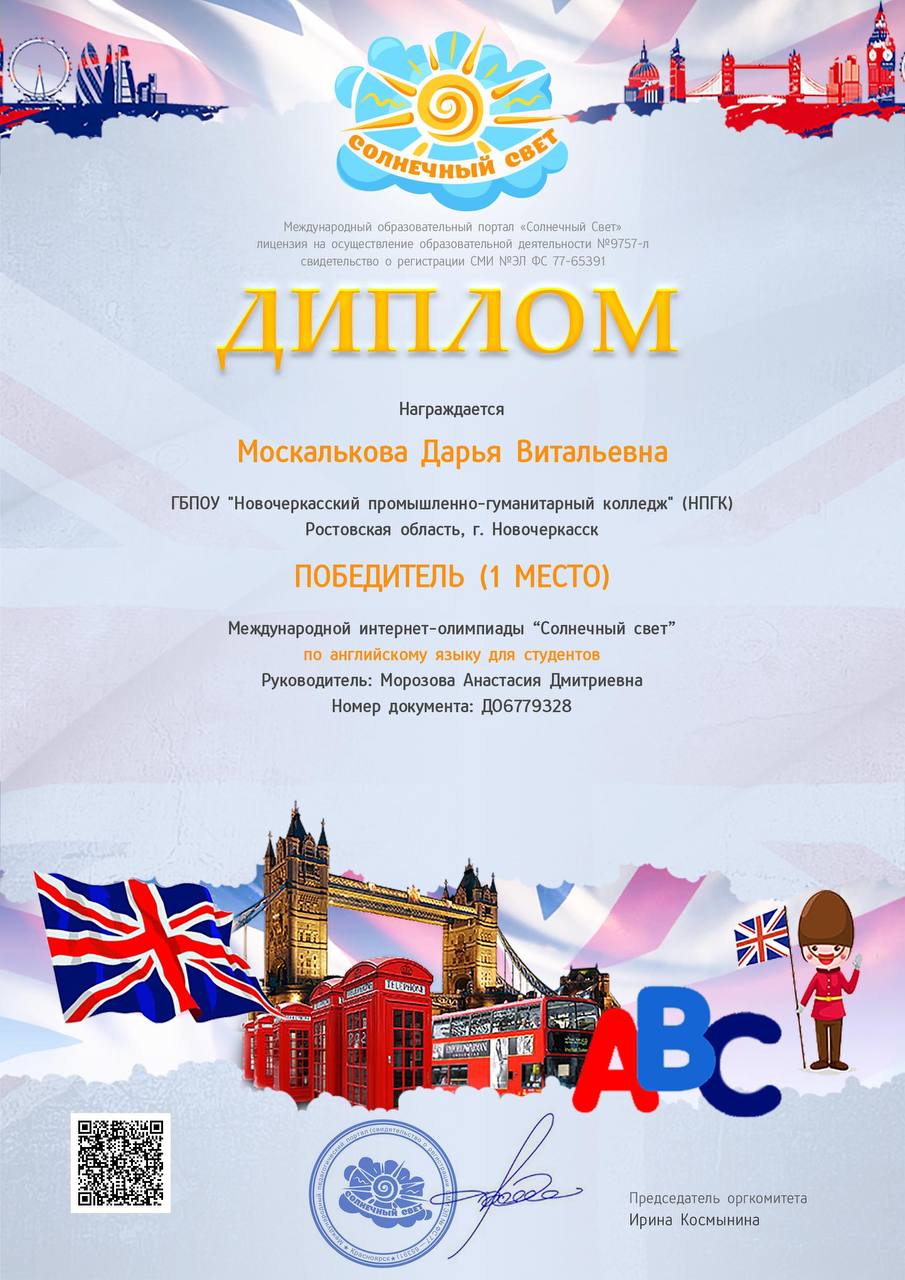 СОЛНЕЧНЫЙ СВЕТ
Международный образовательный портал «Солнечный Свет»
лицензия на осуществление образовательной деятельности №9757-л
свидетельство о регистрации СМИ №ЭЛ ФС 77-65391
ДИПЛОМ
Награждается
Москалькова Дарья Витальевна
ГБПОУ "Новочеркасский промышленно-гуманитарный колледж" (НПГК)
Ростовская область, г. Новочеркасск
ПОБЕДИТЕЛЬ (1 МЕСТО)
Международной интернет-олимпиады “Солнечный свет”
по английскому языку для студентов
Руководитель: Морозова Анастасия Дмитриевна
Номер документа: ДО6779328
TELEPHONE
ABC
СОЛНЕЧНЫЙ СВЕТ
Председатель оргкомитета
Ирина Космынина